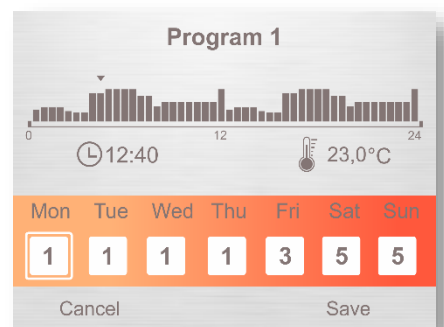 Program 1
0 12 24
12:40 23,0°C
Mon Tue Wed Thu Fri Sat Sun
1 1 1 1 3 5 5
Cancel Save